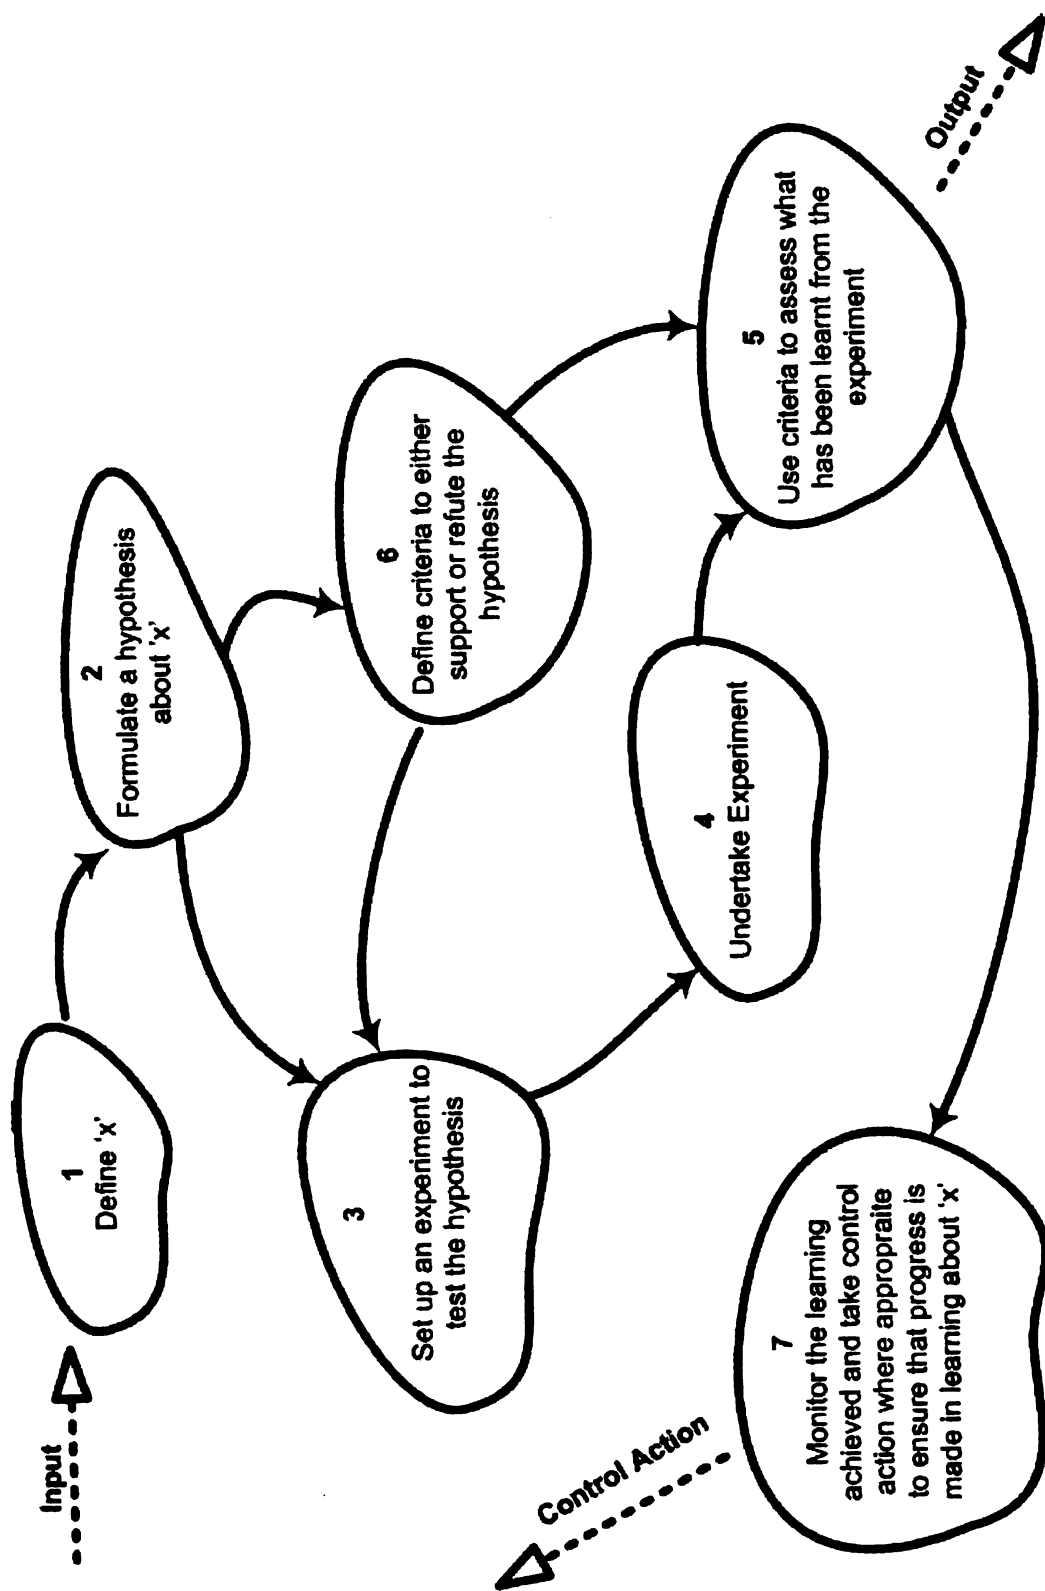 Input
1
Define 'x'
2
Formulate a hypothesis
about 'x'
3
Set up an experiment to
test the hypothesis
6
Define criteria to either
support or refute the
hypothesis
4
Undertake Experiment
5
Use criteria to assess what
has been learnt from the
experiment
Output
7
Monitor the learning
achieved and take control
action where appropraite
to ensure that progress is
made in learning about 'x'
Control Action